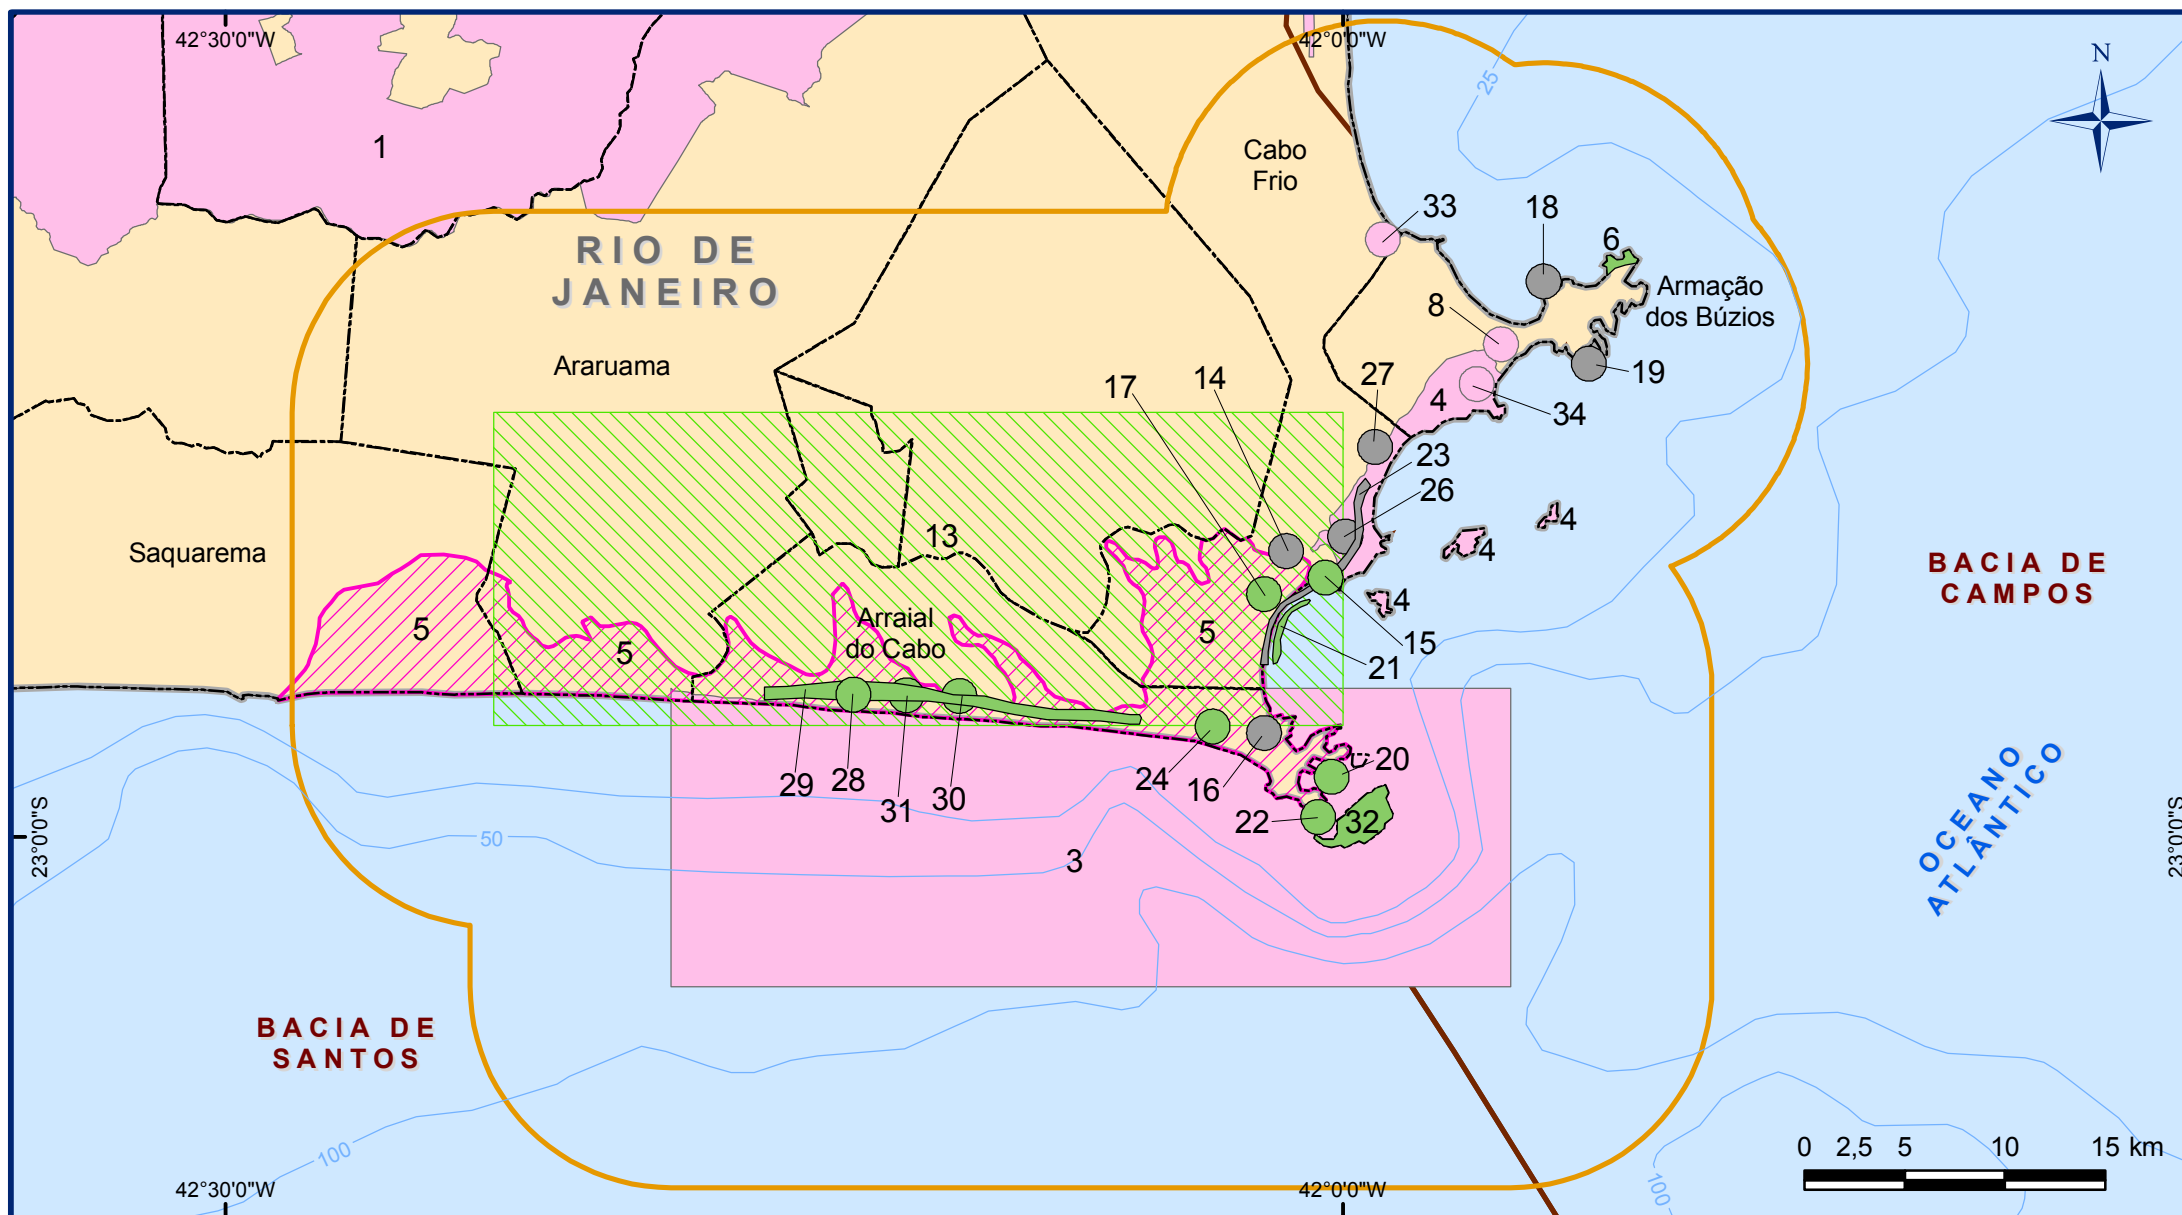 42°30'0"W
42°0'0"W
N
25
1
Cabo
Frio
33
18
6
RIO DE
JANEIRO
Armação
dos Búzios
8
Araruama
17
14
27
19
4
34
23
26
13
4
4
Saquarema
BACIA DE
CAMPOS
4
5
5
Arraial
do Cabo
5
15
21
29
28
31
30
24
16
20
22
32
OCEANO
ATLÂNTICO
23°0'0"S
23°0'0"S
50
3
BACIA DE
SANTOS
100
100
0 2,5 5 10 15 km
42°30'0"W
42°0'0"W